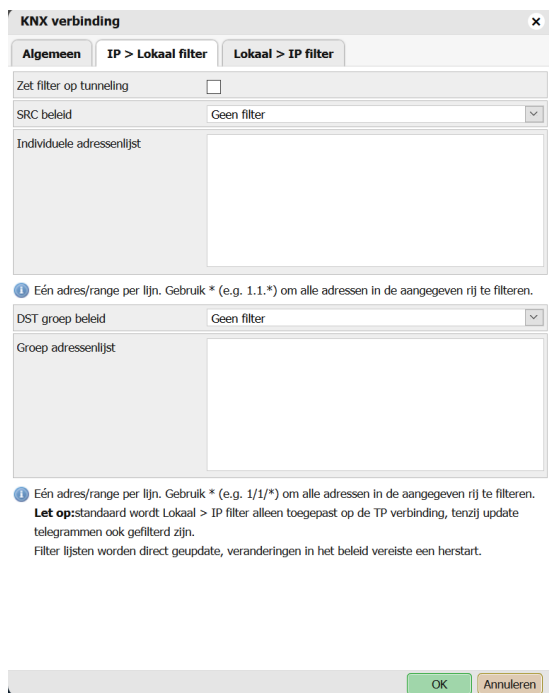 KNX verbinding
Algemeen
IP > Lokaal filter
Lokaal > IP filter
Zet filter op tunneling
SRC beleid
Geen filter
Individuele adressenlijst
Eén adres/range per lijn. Gebruik * (e.g. 1.1.*) om alle adressen in de aangegeven rij te filteren.
DST groep beleid
Geen filter
Groep adressenlijst
Eén adres/range per lijn. Gebruik * (e.g. 1/1/*) om alle adressen in de aangegeven rij te filteren.
Let op:standaard wordt Lokaal > IP filter alleen toegepast op de TP verbinding, tenzij update
telegrammen ook gefilterd zijn.
Filter lijsten worden direct geupdate, veranderingen in het beleid vereiste een herstart.
OK
Annuleren